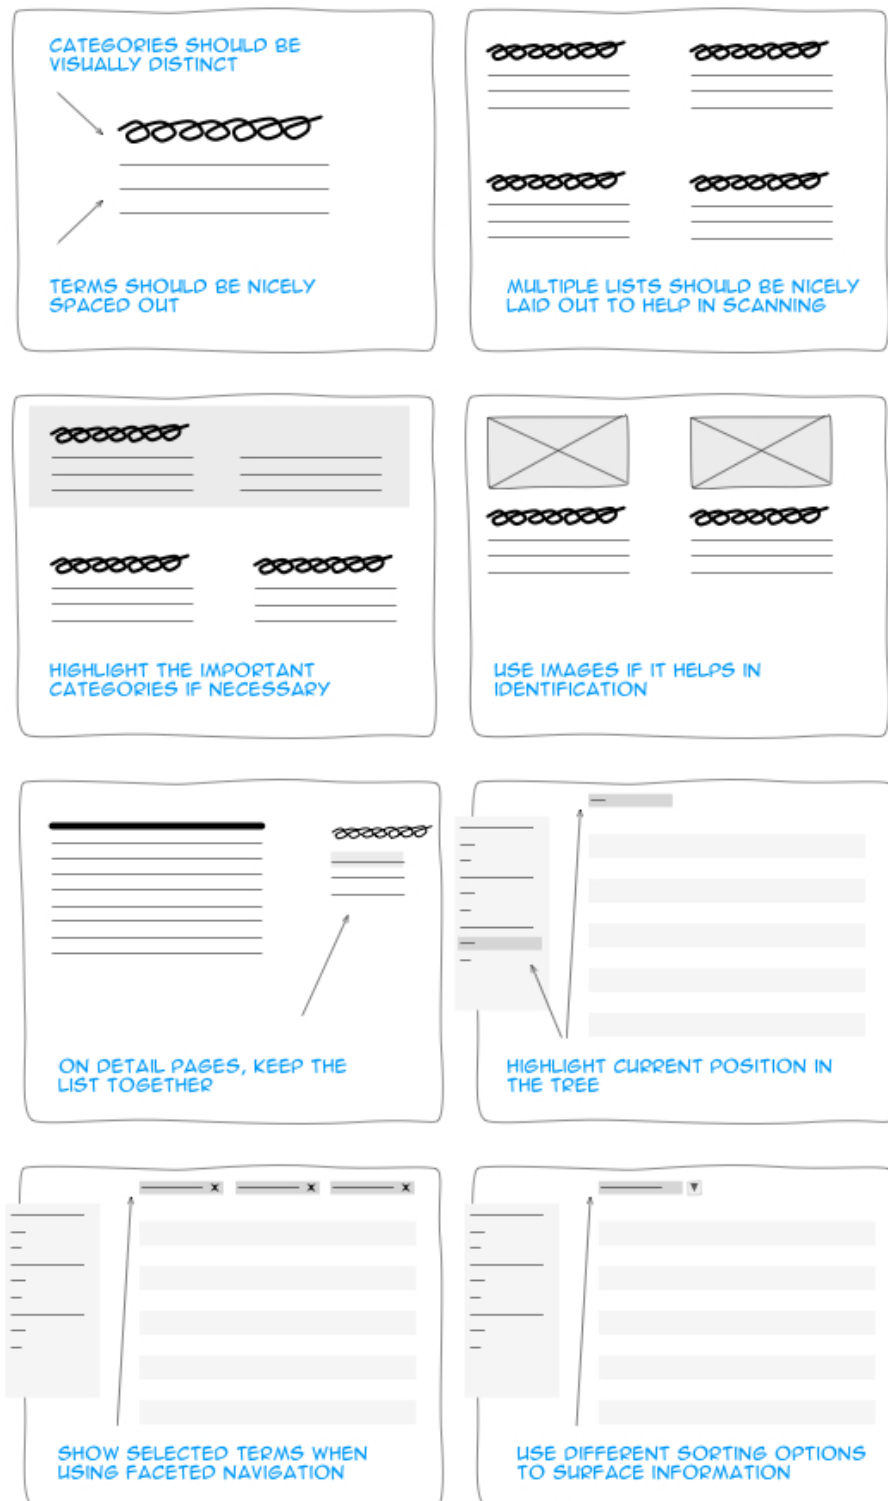 CATEGORIES SHOULD BE
VISUALLY DISTINCT
TERMS SHOULD BE NICELY
SPACED OUT
MULTIPLE LISTS SHOULD BE NICELY
LAID OUT TO HELP IN SCANNING
HIGHLIGHT THE IMPORTANT
CATEGORIES IF NECESSARY
USE IMAGES IF IT HELPS IN
IDENTIFICATION
ON DETAIL PAGES, KEEP THE
LIST TOGETHER
HIGHLIGHT CURRENT POSITION IN
THE TREE
SHOW SELECTED TERMS WHEN
USING FACETED NAVIGATION
USE DIFFERENT SORTING OPTIONS
TO SURFACE INFORMATION